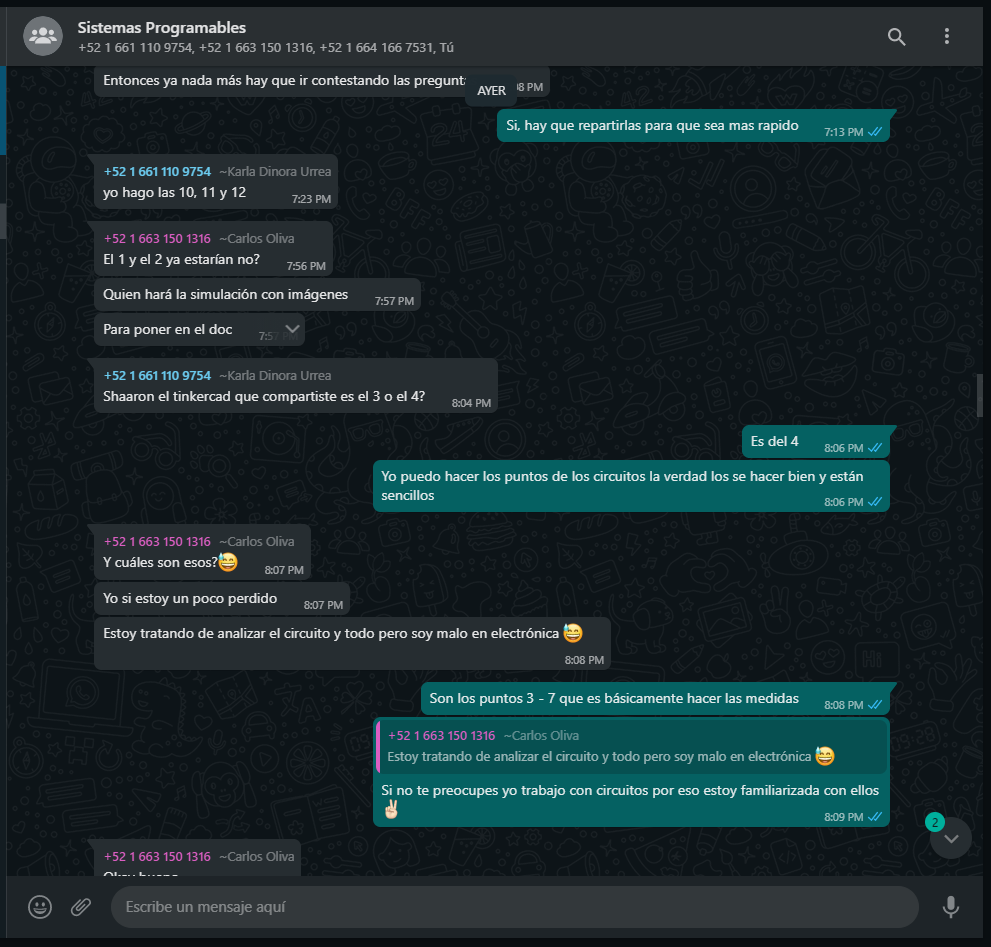 Sistemas Programables
+52 1 661 110 9754, +52 1 663 150 1316, +52 1 664 166 7531, Tú
Entonces ya nada más hay que ir contestando las
AYER
8 PM
Si, hay que repartirlas para que sea mas rapido
7:13 PM
+52 1 661 110 9754 ~Karla Dinora Urrea
yo hago las 10, 11 y 12
7:23 PM
+52 1 663 150 1316 ~Carlos Oliva
El 1 y el 2 ya estarían no?
7:56 PM
Quien hará la simulación con imágenes
7:57 PM
Para poner en el doc
7:57 PM
+52 1 661 110 9754 ~Karla Dinora Urrea
Shaaron el tinkercad que compartiste es el 3 o el 4?
8:04 PM
Es del 4
8:06 PM
Yo puedo hacer los puntos de los circuitos la verdad los se hacer bien y están
sencillos
8:06 PM
+52 1 663 150 1316 ~Carlos Oliva
Y cuáles son esos?😅
8:07 PM
Yo si estoy un poco perdido
8:07 PM
Estoy tratando de analizar el circuito y todo pero soy malo en electrónica 😅
8:08 PM
Son los puntos 3 - 7 que es básicamente hacer las medidas
8:08 PM
+52 1 663 150 1316 ~Carlos Oliva
Estoy tratando de analizar el circuito y todo pero soy malo en electrónica 😅
Si no te preocupes yo trabajo con circuitos por eso estoy familiarizada con ellos
✌🏻
8:09 PM
2
+52 1 663 150 1316 ~Carlos Oliva
Escribe un mensaje aquí